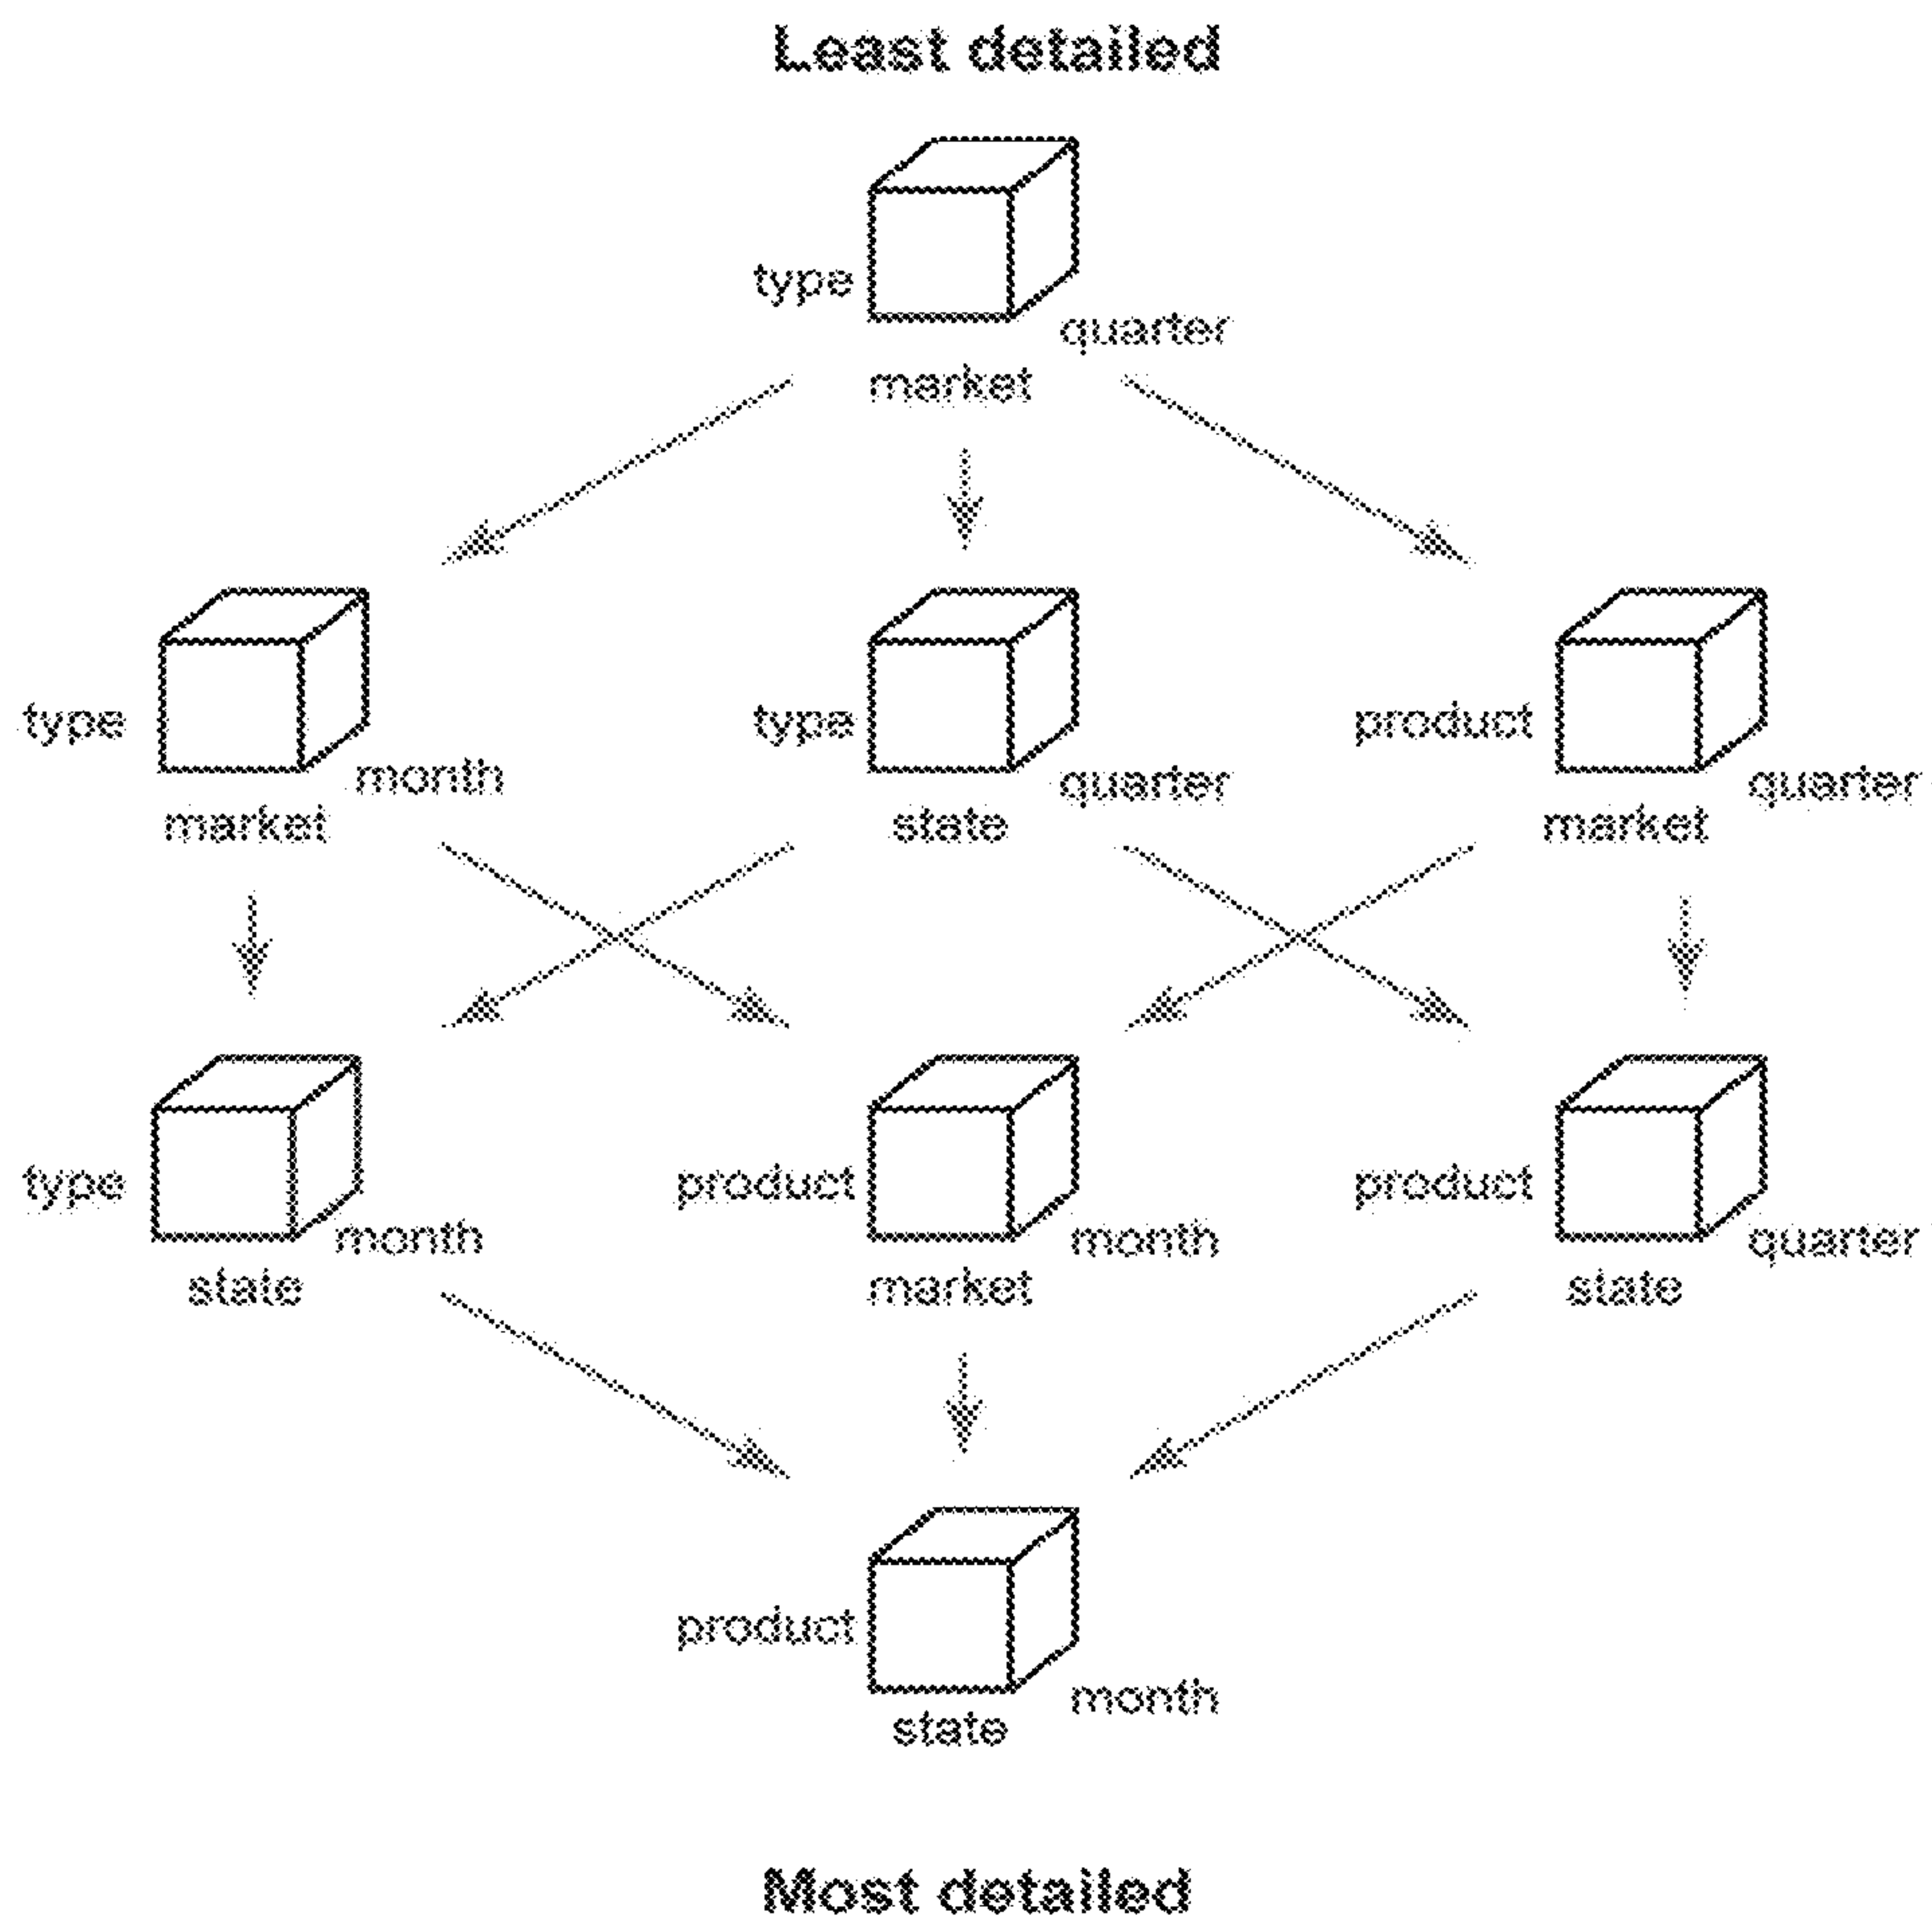 Least detailed
type
quarter
market
type
month
market
type
quarter
state
product
quarter
market
type
month
state
product
month
market
product
quarter
state
product
month
state
Most detailed